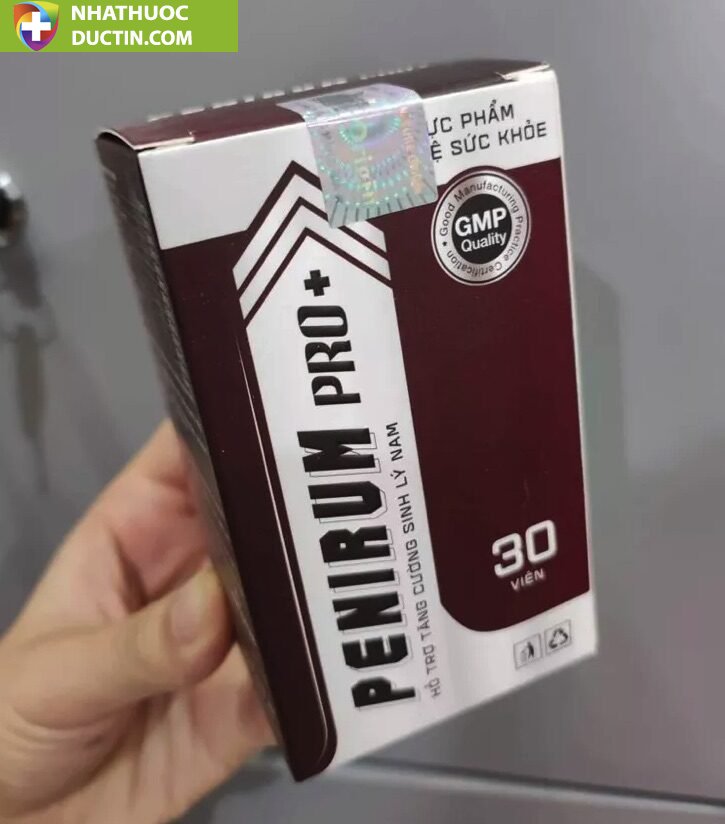 NHATHUOC
DUCTIN.COM
PHẨM
SỨC KHỎE
Good Manufacturing Practice Certification
GMP
Quality
PENIRUM PRO+
HỖ TRỢ TĂNG CƯỜNG SINH LÝ NAM
30
VIÊN